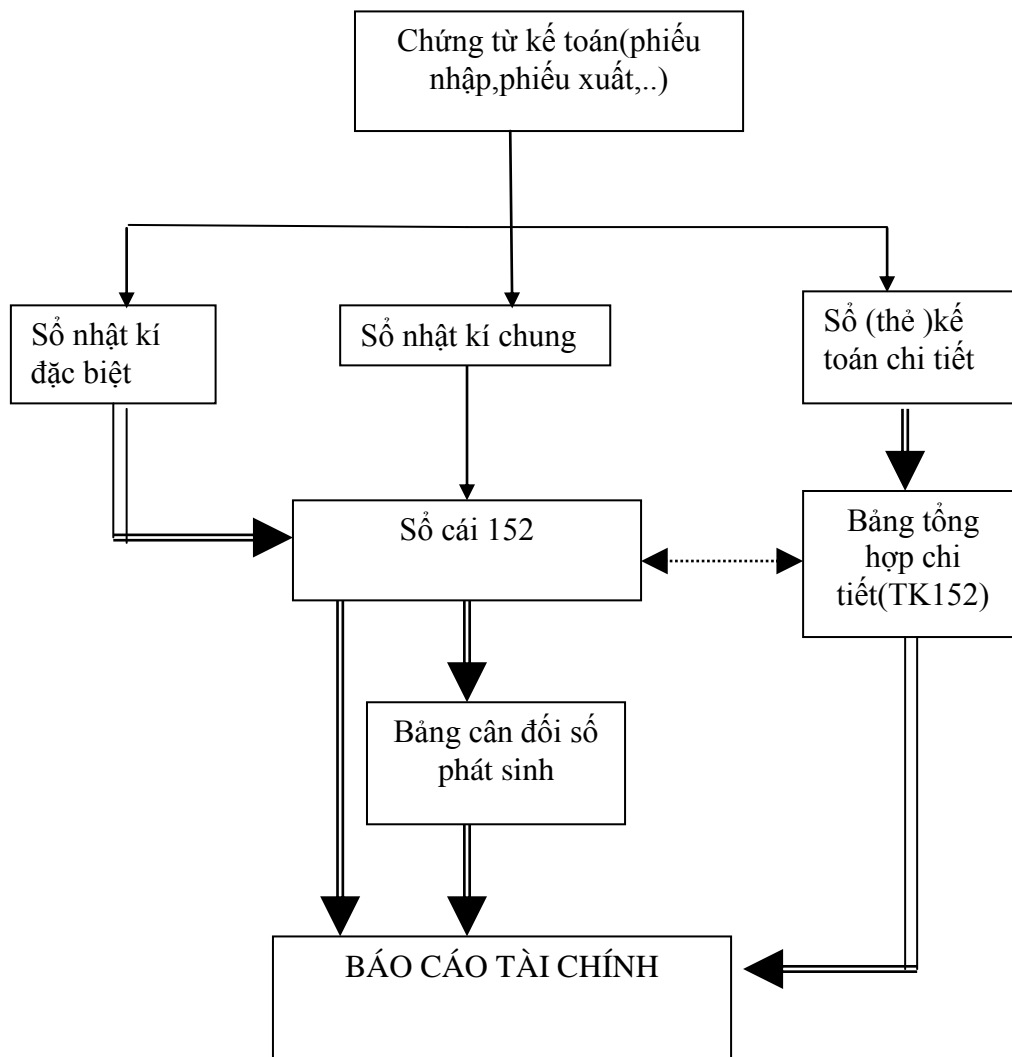 Chứng từ kế toán(phiếu
nhập,phiếu xuất,..)
Sổ nhật kí
đặc biệt
Sổ nhật kí chung
Sổ (thẻ )kế
toán chi tiết
Sổ cái 152
Bảng tổng
hợp chi
tiết(TK152)
Bảng cân đối số
phát sinh
BÁO CÁO TÀI CHÍNH